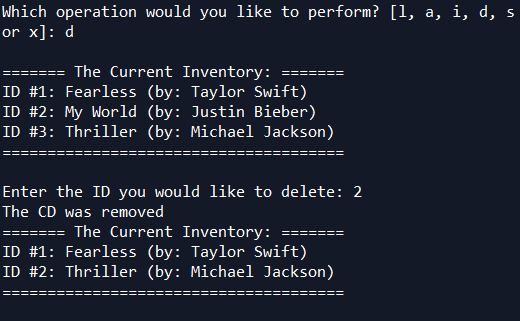 Which operation would you like to perform? [l, a, i, d, s
or x]: d
======= The Current Inventory: =======
ID #1: Fearless (by: Taylor Swift)
ID #2: My World (by: Justin Bieber)
ID #3: Thriller (by: Michael Jackson)
======================================
Enter the ID you would like to delete: 2
The CD was removed
======= The Current Inventory: =======
ID #1: Fearless (by: Taylor Swift)
ID #2: Thriller (by: Michael Jackson)
======================================